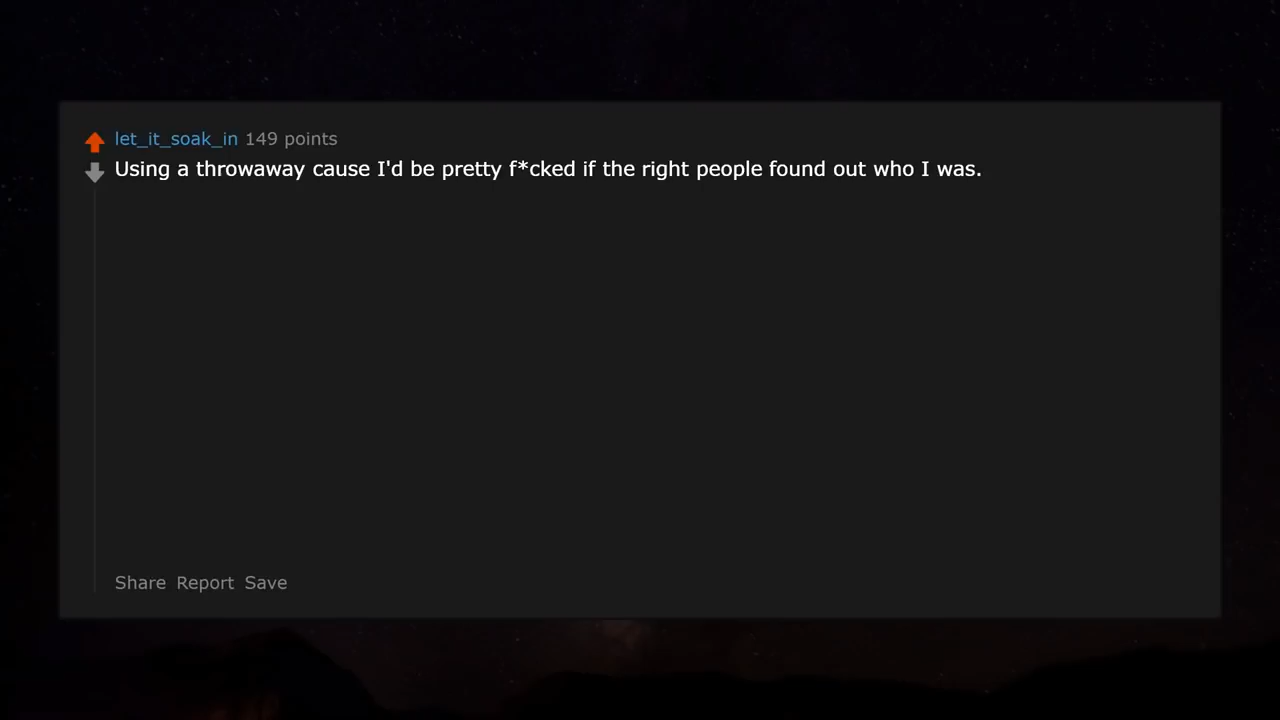 let_it_soak_in 149 points
Using a throwaway cause I'd be pretty f*cked if the right people found out who I was.
Share Report Save